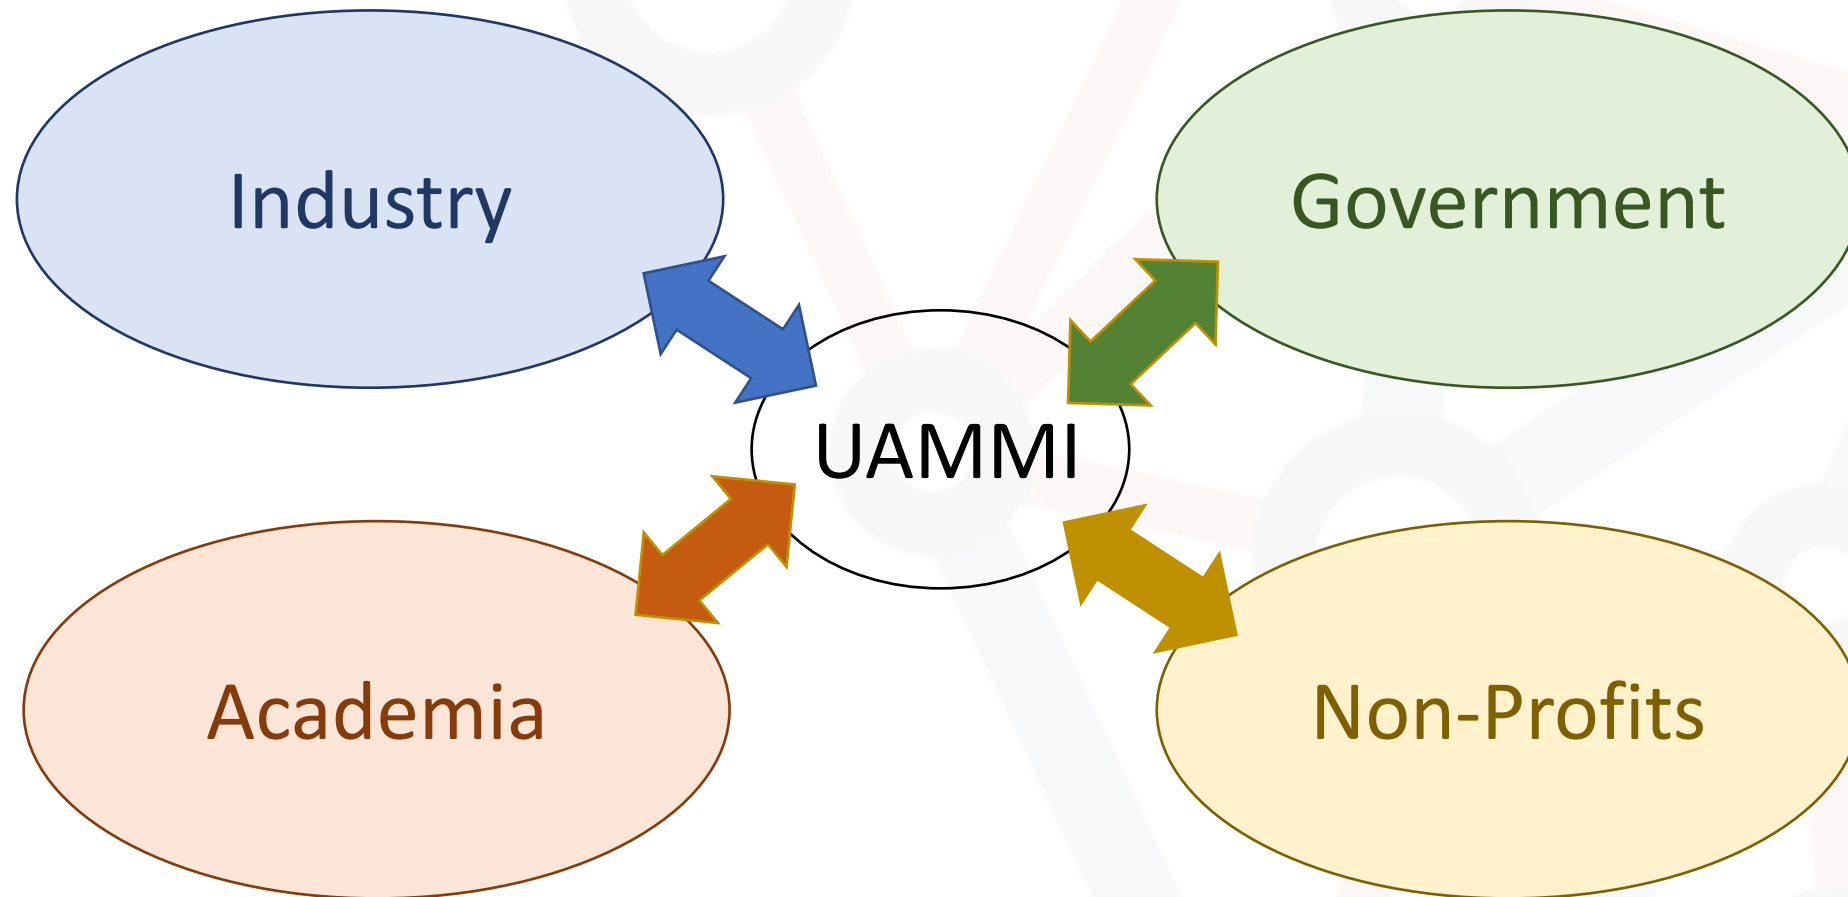 Industry
Government
UAMMI
Academia
Non-Profits